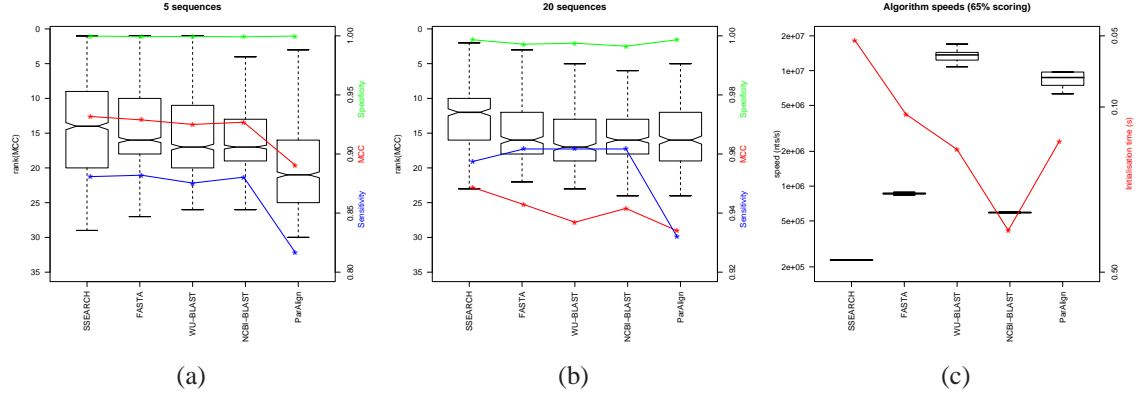 5 sequences
rank(MCC)
0
5
10
15
20
25
30
35
1.00
0.95
0.90
0.85
0.80
Specificity
MCC
Sensitivity
SSEARCH
FASTA
WU−BLAST
NCBI−BLAST
ParAlign
(a)
20 sequences
rank(MCC)
0
5
10
15
20
25
30
35
1.00
0.98
0.96
0.94
0.92
Specificity
MCC
Sensitivity
SSEARCH
FASTA
WU−BLAST
NCBI−BLAST
ParAlign
(b)
Algorithm speeds (65% scoring)
speed (nts/s)
2e+07
1e+07
5e+06
2e+06
1e+06
5e+05
2e+05
0.05
0.10
0.50
Initialisation time (s)
SSEARCH
FASTA
WU−BLAST
NCBI−BLAST
ParAlign
(c)